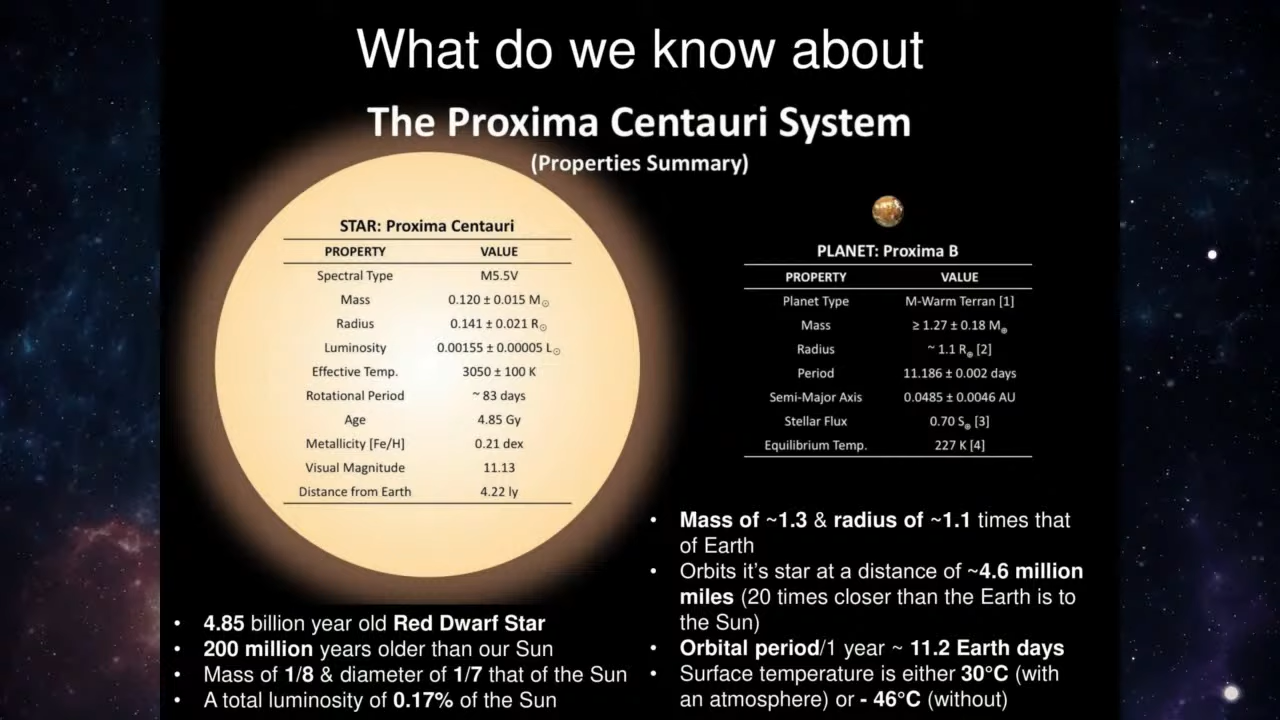 What do we know about
The Proxima Centauri System
(Properties Summary)
STAR: Proxima Centauri
PROPERTY VALUE
Spectral Type M5.5V
Mass 0.120 ± 0.015 M☉
Radius 0.141 ± 0.021 R☉
Luminosity 0.00155 ± 0.00005 L☉
Effective Temp. 3050 ± 100 K
Rotational Period ~ 83 days
Age 4.85 Gy
Metallicity [Fe/H] 0.21 dex
Visual Magnitude 11.13
Distance from Earth 4.22 ly
PLANET: Proxima B
PROPERTY VALUE
Planet Type M-Warm Terran [1]
Mass ≥ 1.27 ± 0.18 M⊕
Radius ~ 1.1 R⊕ [2]
Period 11.186 ± 0.002 days
Semi-Major Axis 0.0485 ± 0.0046 AU
Stellar Flux 0.70 S⊕ [3]
Equilibrium Temp. 227 K [4]
• 4.85 billion year old Red Dwarf Star
• 200 million years older than our Sun
• Mass of 1/8 & diameter of 1/7 that of the Sun
• A total luminosity of 0.17% of the Sun
• Mass of ~1.3 & radius of ~1.1 times that
of Earth
• Orbits it's star at a distance of ~4.6 million
miles (20 times closer than the Earth is to
the Sun)
• Orbital period/1 year ~ 11.2 Earth days
• Surface temperature is either 30°C (with
an atmosphere) or - 46°C (without)